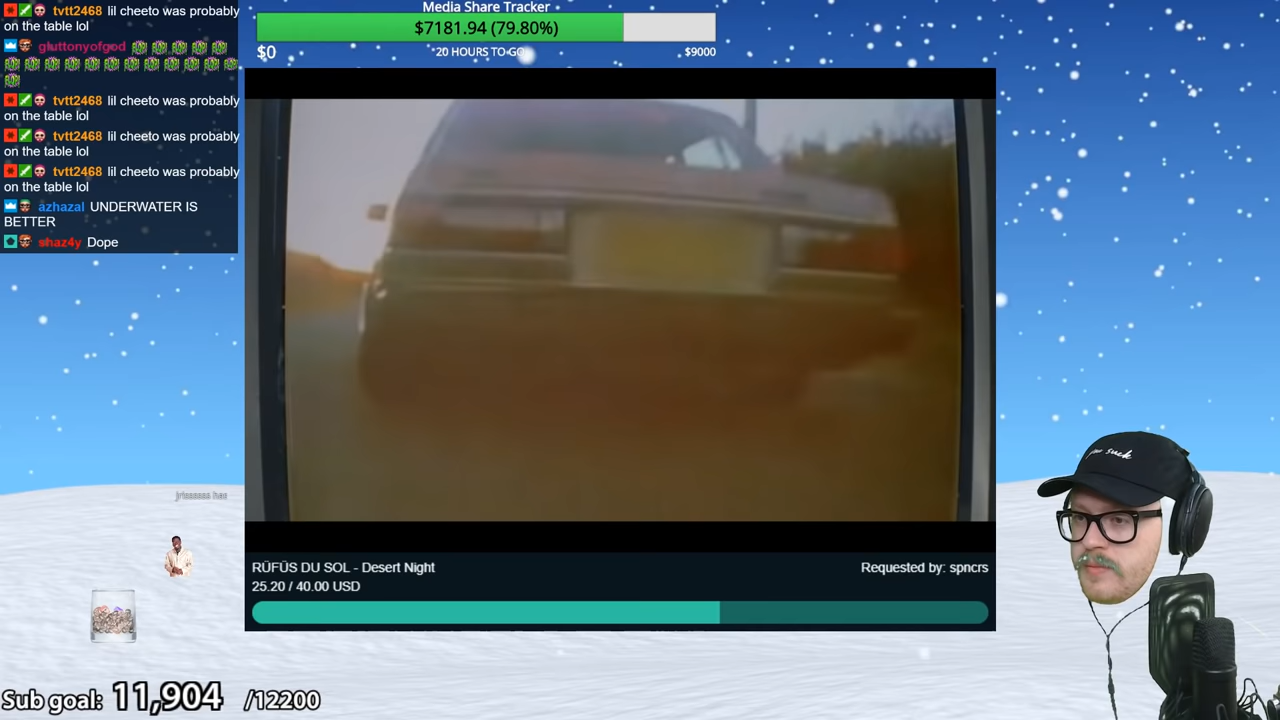 tvtt2468 lil cheeto was probably
on the table lol
gluttonyofgod
tvtt2468 lil cheeto was probably
on the table lol
tvtt2468 lil cheeto was probably
on the table lol
tvtt2468 lil cheeto was probably
on the table lol
azhazal UNDERWATER IS
BETTER
shaz4y Dope
Media Share Tracker
$7181.94 (79.80%)
$0
20 HOURS TO GO
$9000
you suck
RÜFÜS DU SOL - Desert Night
Requested by: spncrs
25.20 / 40.00 USD
Sub goal: 11,904 /12200